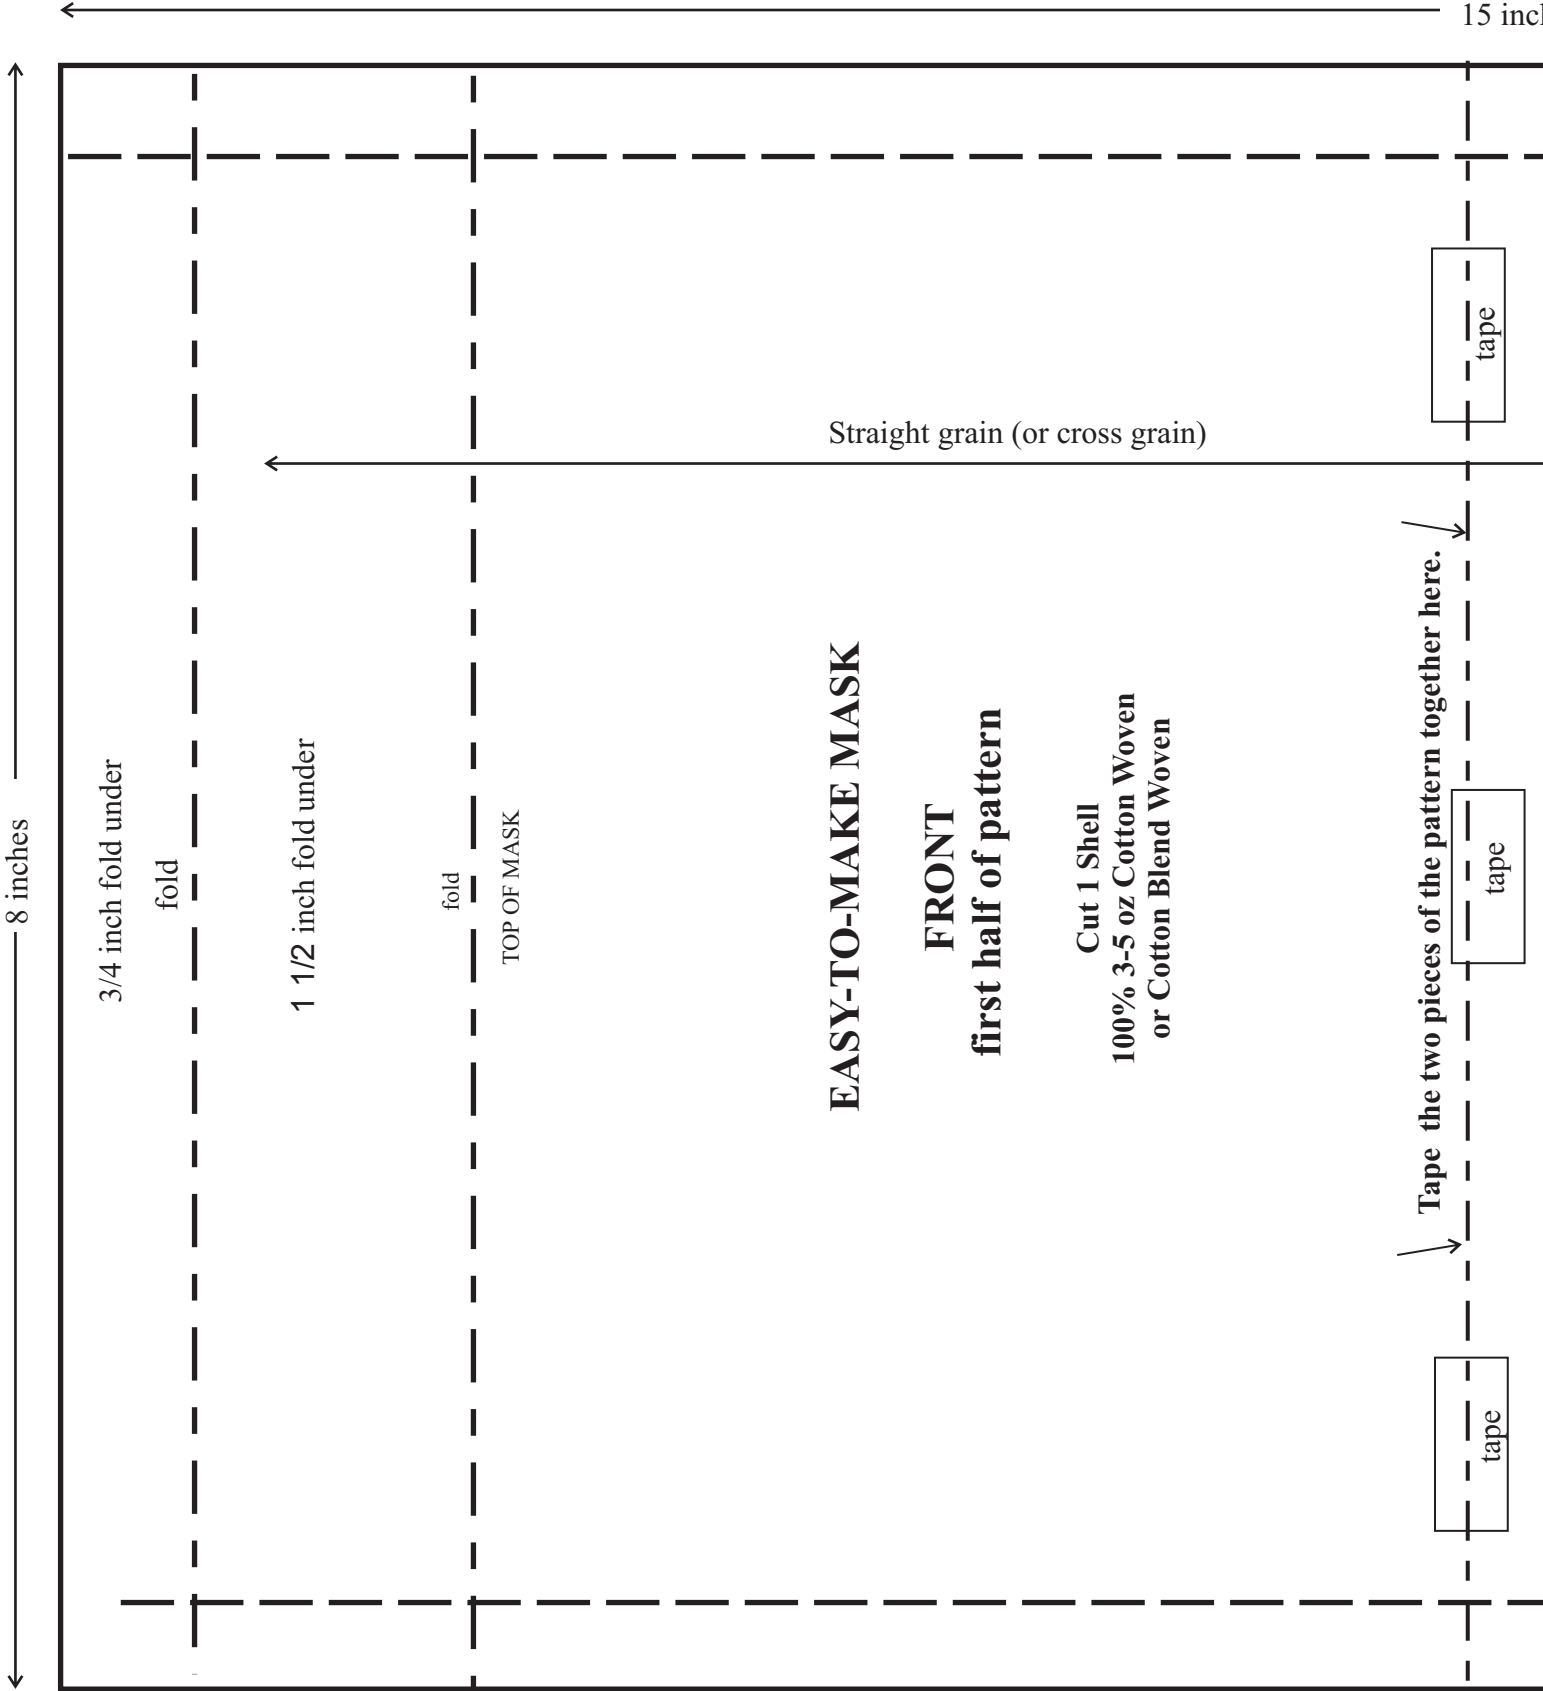 15 incl
8 inches
3/4 inch fold under
fold
1 1/2 inch fold under
fold
TOP OF MASK
Straight grain (or cross grain)
EASY-TO-MAKE MASK
FRONT
first half of pattern
Cut 1 Shell
100% 3-5 oz Cotton Woven
or Cotton Blend Woven
Tape the two pieces of the pattern together here.
tape
tape
tape